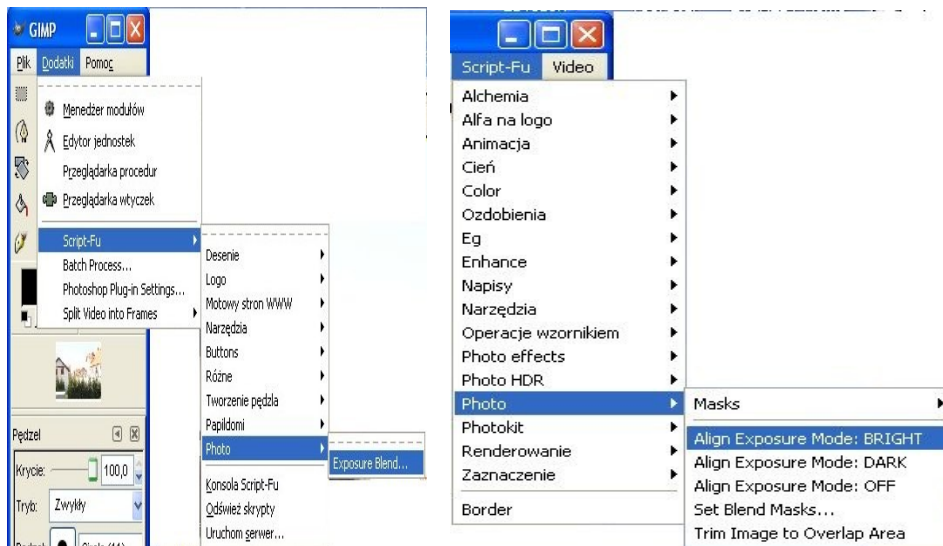 GIMP
Plik Dodatki Pomoc
Menedżer modułów
Edytor jednostek
Przeglądarka procedur
Przeglądarka wtyczek
Script-Fu
Batch Process...
Photoshop Plug-in Settings...
Split Video into Frames
Desenie
Logo
Motowy stron WWW
Narzędzia
Buttons
Różne
Tworzenie pędzla
Papildomi
Photo
Exposure Blend...
Konsola Script-Fu
Odśwież skrypty
Uruchom serwer...
Pędzel
Krycie: 100,0
Tryb: Zwykły
Script-Fu Video
Alchemia
Alfa na logo
Animacja
Cień
Color
Ozdobienia
Eg
Enhance
Napisy
Narzędzia
Operacje wzornikiem
Photo effects
Photo HDR
Photo
Photokit
Renderowanie
Zaznaczenie
Border
Masks
Align Exposure Mode: BRIGHT
Align Exposure Mode: DARK
Align Exposure Mode: OFF
Set Blend Masks...
Trim Image to Overlap Area